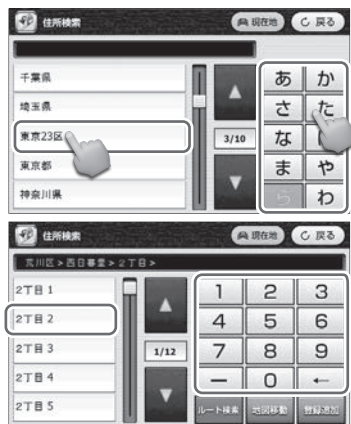 住所検索 現在地 戻る
千葉県
埼玉県
東京23区
東京都
神奈川県
3/10
あ か
さ た
な
ま や
ら わ
住所検索 現在地 戻る
荒川区>西日暮里>2丁目>
2丁目 1
2丁目 2
2丁目 3
2丁目 4
2丁目 5
1/12
1 2 3
4 5 6
7 8 9
ー 0 ←
ルート検索 地図移動 登録追加